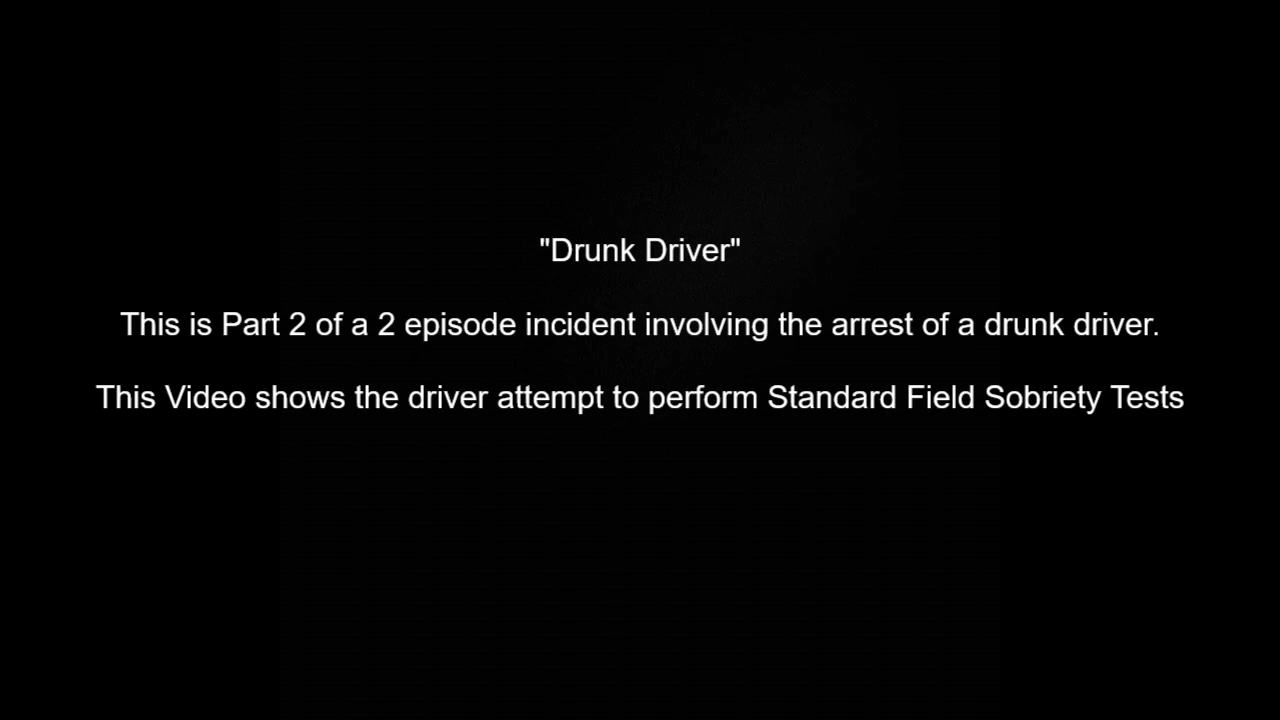 "Drunk Driver"
This is Part 2 of a 2 episode incident involving the arrest of a drunk driver.
This Video shows the driver attempt to perform Standard Field Sobriety Tests